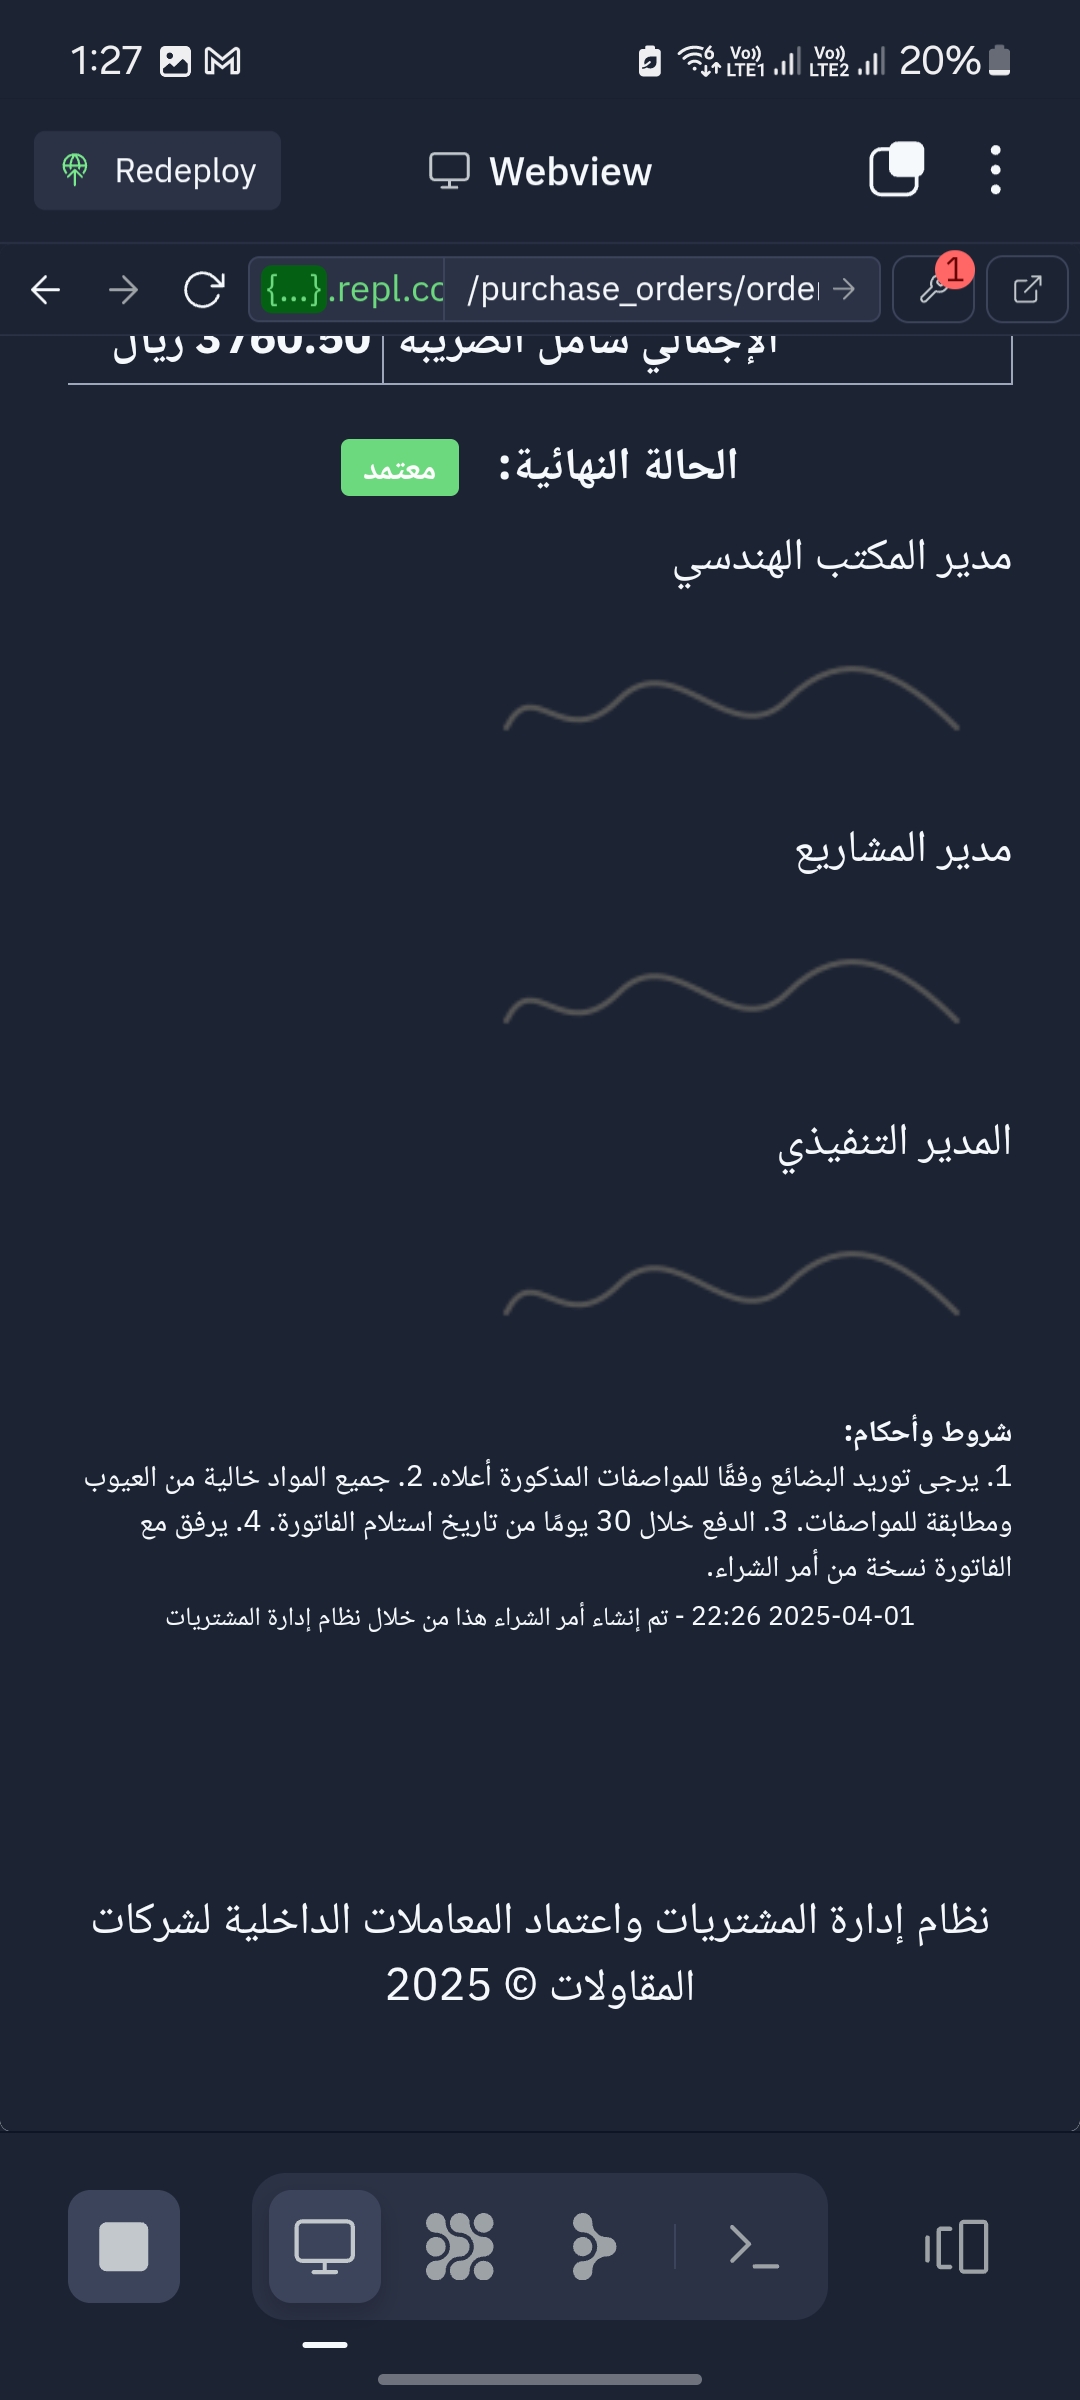 1:27
Vo)) LTE1 Vo)) LTE2 20%
Redeploy
Webview
{...}.repl.co
/purchase_orders/order
1
الإجمالي شامل الضريبة
3760.50 ريال
الحالة النهائية:
معتمد
مدير المكتب الهندسي
مدير المشاريع
المدير التنفيذي
شروط وأحكام:
1. يرجى توريد البضائع وفقًا للمواصفات المذكورة أعلاه. 2. جميع المواد خالية من العيوب
ومطابقة للمواصفات. 3. الدفع خلال 30 يومًا من تاريخ استلام الفاتورة. 4. يرفق مع
الفاتورة نسخة من أمر الشراء.
تم إنشاء أمر الشراء هذا من خلال نظام إدارة المشتريات - 22:26 2025-04-01
نظام إدارة المشتريات واعتماد المعاملات الداخلية لشركات
المقاولات © 2025